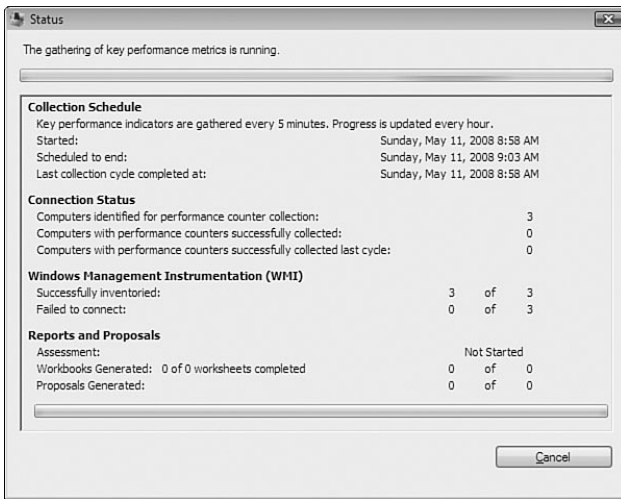 Status
The gathering of key performance metrics is running.
Collection Schedule
Key performance indicators are gathered every 5 minutes. Progress is updated every hour.
Started: Sunday, May 11, 2008 8:58 AM
Scheduled to end: Sunday, May 11, 2008 9:03 AM
Last collection cycle completed at: Sunday, May 11, 2008 8:58 AM
Connection Status
Computers identified for performance counter collection: 3
Computers with performance counters successfully collected: 0
Computers with performance counters successfully collected last cycle: 0
Windows Management Instrumentation (WMI)
Successfully inventoried: 3 of 3
Failed to connect: 0 of 3
Reports and Proposals
Assessment: Not Started
Workbooks Generated: 0 of 0 worksheets completed 0 of 0
Proposals Generated: 0 of 0
Cancel